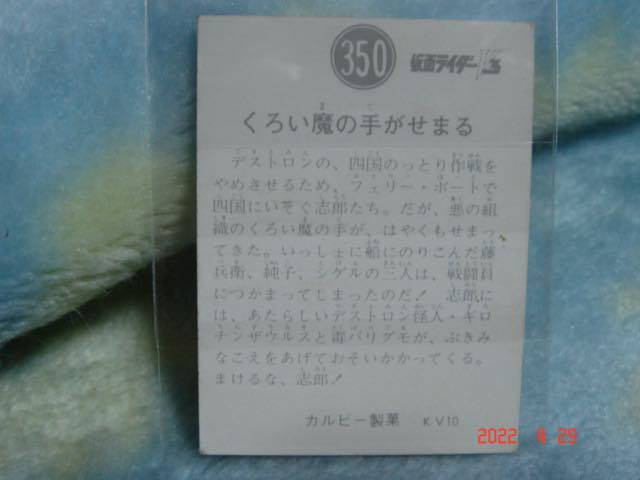 350 仮面ライダーV3
くろい魔の手がせまる
デストロンの、四国のっとり作戦を
やめさせるため、フェリー・ボートで
四国にいそぐ志郎たち。だが、悪の組
織のくろい魔の手が、はやくもせまっ
てきた。いっしょに船にのりこんだ藤
兵衛、純子、シゲルの三人は、戦闘員
につかまってしまったのだ! 志郎に
は、あたらしいデストロン怪人・ギロ
チンザウルスと毒バリグモが、ぶきみ
なこえをあげておそいかかってくる。
まけるな、志郎!
カルビー製菓 KV10
2022 4 29